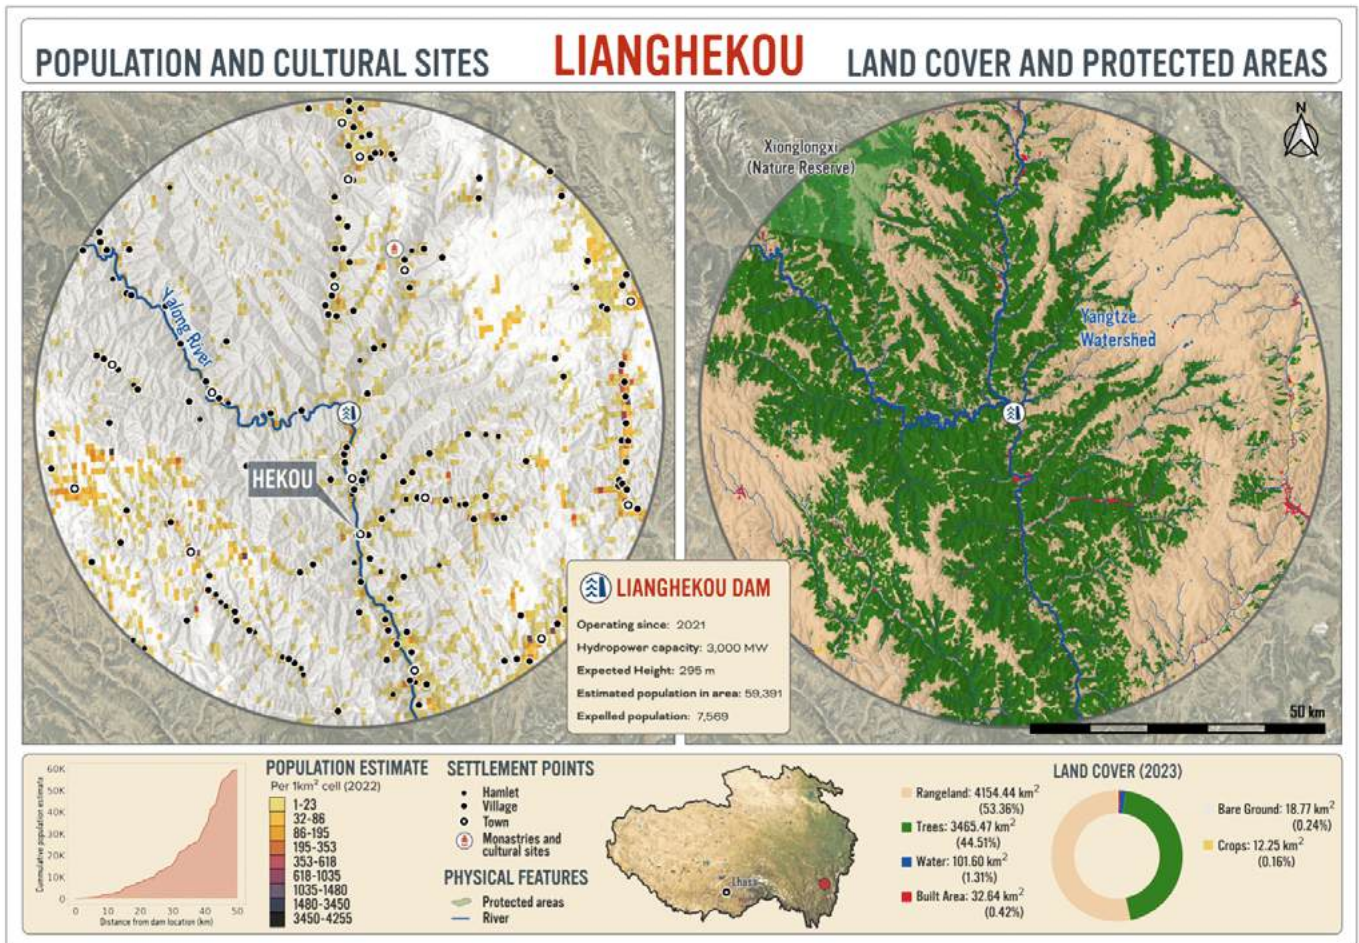 POPULATION AND CULTURAL SITES
LIANGHEKOU
LAND COVER AND PROTECTED AREAS
Yalong River
HEKOU
Xionglongxi
(Nature Reserve)
N
Yangtze
Watershed
50 km
LIANGHEKOU DAM
Operating since: 2021
Hydropower capacity: 3,000 MW
Expected Height: 295 m
Estimated population in area: 59,391
Expelled population: 7,569
Cummulative population estimate
60K
50K
40K
30K
20K
10K
0
0 10 20 30 40 50
Distance from dam location (km)
POPULATION ESTIMATE
Per 1km² cell (2022)
1-23
32-86
86-195
195-353
353-618
618-1035
1035-1480
1480-3450
3450-4255
SETTLEMENT POINTS
Hamlet
Village
Town
Monastries and
cultural sites
PHYSICAL FEATURES
Protected areas
River
Lhasa
LAND COVER (2023)
Rangeland: 4154.44 km²
(53.36%)
Trees: 3465.47 km²
(44.51%)
Water: 101.60 km²
(1.31%)
Built Area: 32.64 km²
(0.42%)
Bare Ground: 18.77 km²
(0.24%)
Crops: 12.25 km²
(0.16%)